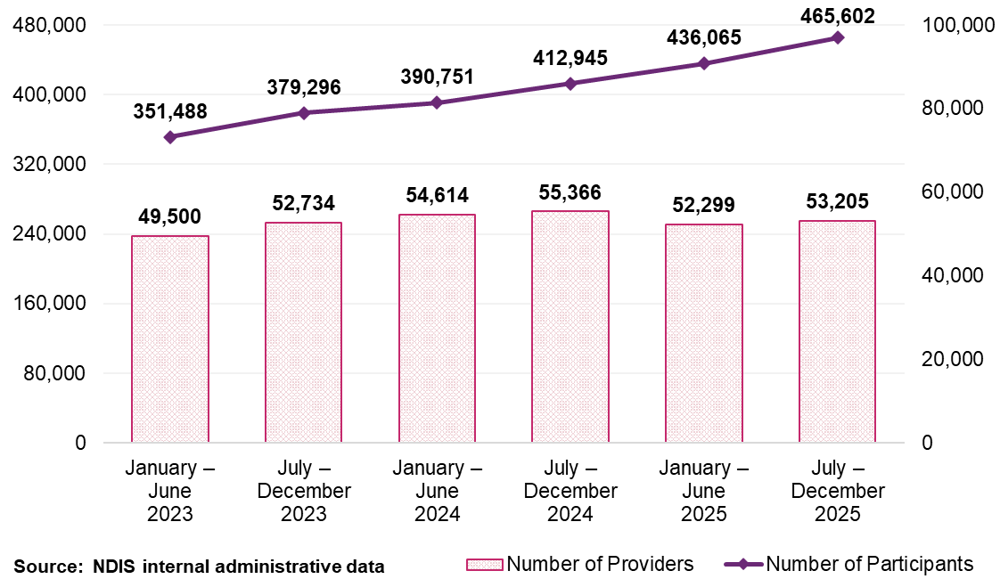 480,000
400,000
320,000
240,000
160,000
80,000
0
351,488
379,296
390,751
412,945
436,065
465,602
49,500
52,734
54,614
55,366
52,299
53,205
100,000
80,000
60,000
40,000
20,000
0
January –
June
2023
July –
December
2023
January –
June
2024
July –
December
2024
January –
June
2025
July –
December
2025
Source:  NDIS internal administrative data
Number of Providers
Number of Participants